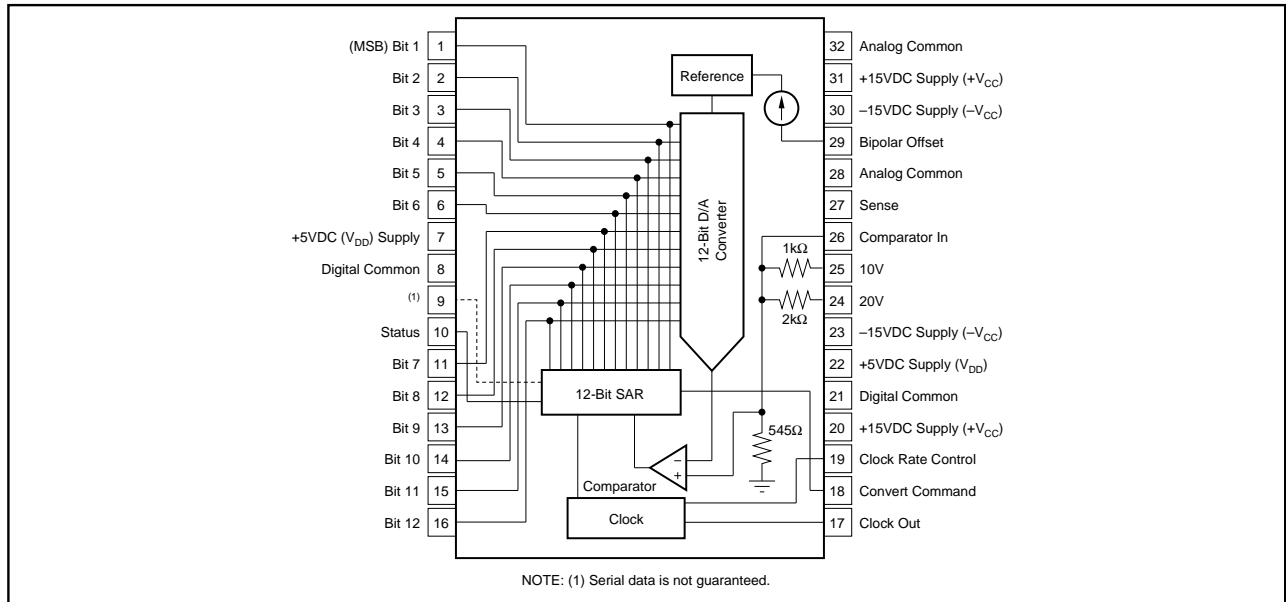 (MSB) Bit 1 1
Bit 2 2
Bit 3 3
Bit 4 4
Bit 5 5
Bit 6 6
+5VDC (VDD) Supply 7
Digital Common 8
(1) 9
Status 10
Bit 7 11
Bit 8 12
Bit 9 13
Bit 10 14
Bit 11 15
Bit 12 16
Reference
12-Bit D/A
Converter
12-Bit SAR
Comparator
−
+
Clock
1kΩ
2kΩ
545Ω
32 Analog Common
31 +15VDC Supply (+VCC)
30 –15VDC Supply (–VCC)
29 Bipolar Offset
28 Analog Common
27 Sense
26 Comparator In
25 10V
24 20V
23 –15VDC Supply (–VCC)
22 +5VDC Supply (VDD)
21 Digital Common
20 +15VDC Supply (+VCC)
19 Clock Rate Control
18 Convert Command
17 Clock Out
NOTE: (1) Serial data is not guaranteed.